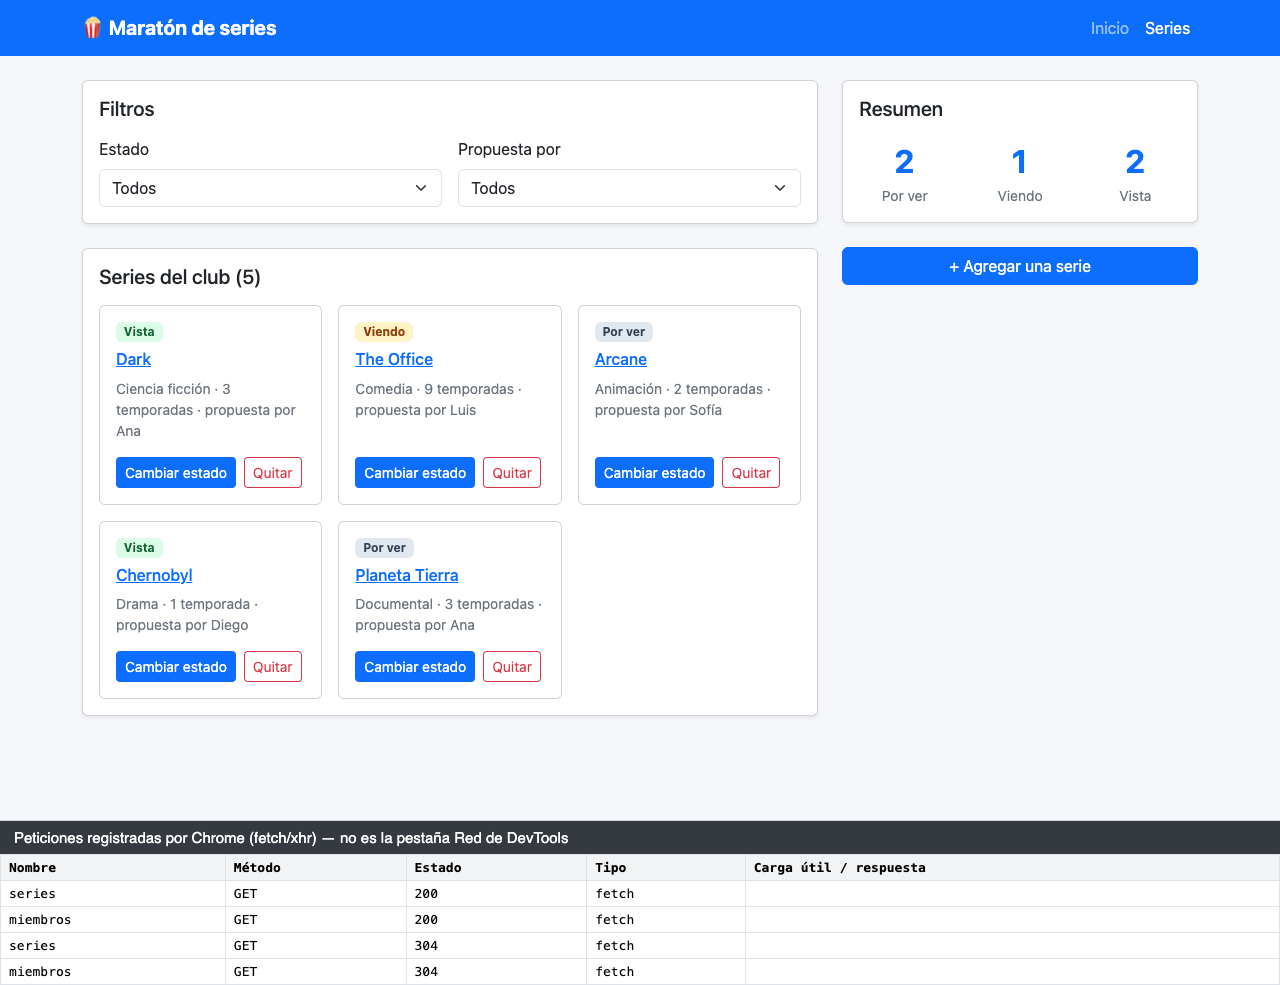 🍿 Maratón de series
Inicio Series
Filtros
Estado
Todos
Propuesta por
Todos
Resumen
2 1 2
Por ver Viendo Vista
+ Agregar una serie
Series del club (5)
Vista
Dark
Ciencia ficción · 3
temporadas · propuesta por
Ana
Cambiar estado Quitar
Viendo
The Office
Comedia · 9 temporadas ·
propuesta por Luis
Cambiar estado Quitar
Por ver
Arcane
Animación · 2 temporadas ·
propuesta por Sofía
Cambiar estado Quitar
Vista
Chernobyl
Drama · 1 temporada ·
propuesta por Diego
Cambiar estado Quitar
Por ver
Planeta Tierra
Documental · 3 temporadas ·
propuesta por Ana
Cambiar estado Quitar
Peticiones registradas por Chrome (fetch/xhr) — no es la pestaña Red de DevTools
Nombre Método Estado Tipo Carga útil / respuesta
series GET 200 fetch
miembros GET 200 fetch
series GET 304 fetch
miembros GET 304 fetch